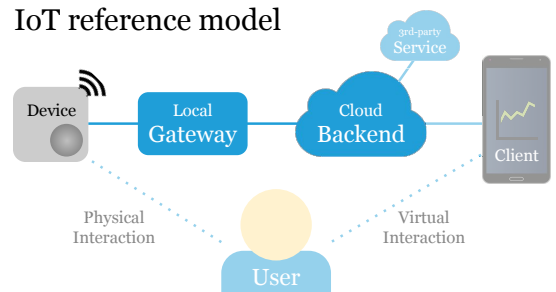 IoT reference model
3rd-party
Service
Device
Local
Gateway
Cloud
Backend
Client
Physical
Interaction
Virtual
Interaction
User